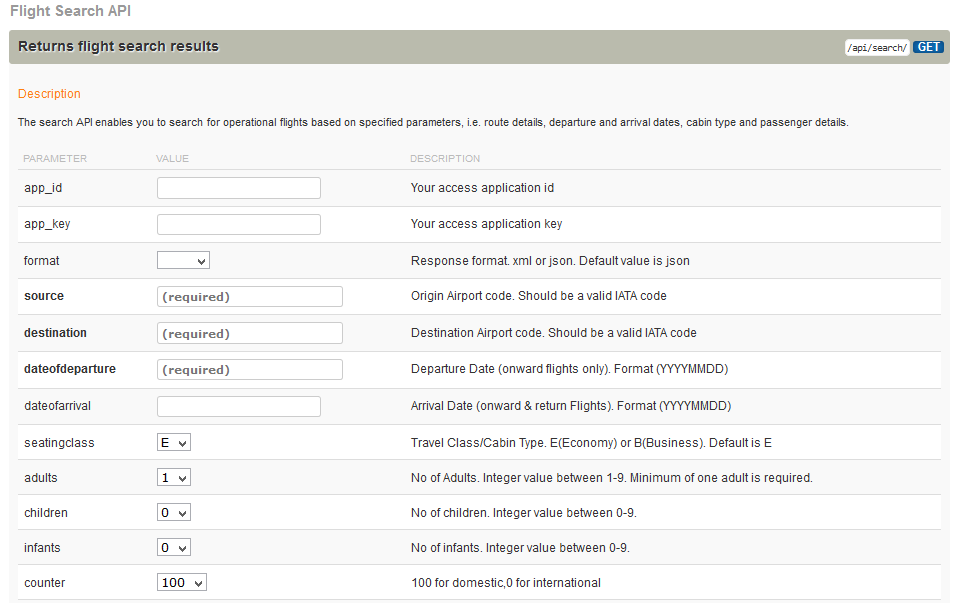 Flight Search API
Returns flight search results /api/search/ GET
Description
The search API enables you to search for operational flights based on specified parameters, i.e. route details, departure and arrival dates, cabin type and passenger details.
PARAMETER VALUE DESCRIPTION
app_id Your access application id
app_key Your access application key
format Response format. xml or json. Default value is json
source (required) Origin Airport code. Should be a valid IATA code
destination (required) Destination Airport code. Should be a valid IATA code
dateofdeparture (required) Departure Date (onward flights only). Format (YYYYMMDD)
dateofarrival Arrival Date (onward & return Flights). Format (YYYYMMDD)
seatingclass E Travel Class/Cabin Type. E(Economy) or B(Business). Default is E
adults 1 No of Adults. Integer value between 1-9. Minimum of one adult is required.
children 0 No of children. Integer value between 0-9.
infants 0 No of infants. Integer value between 0-9.
counter 100 100 for domestic,0 for international